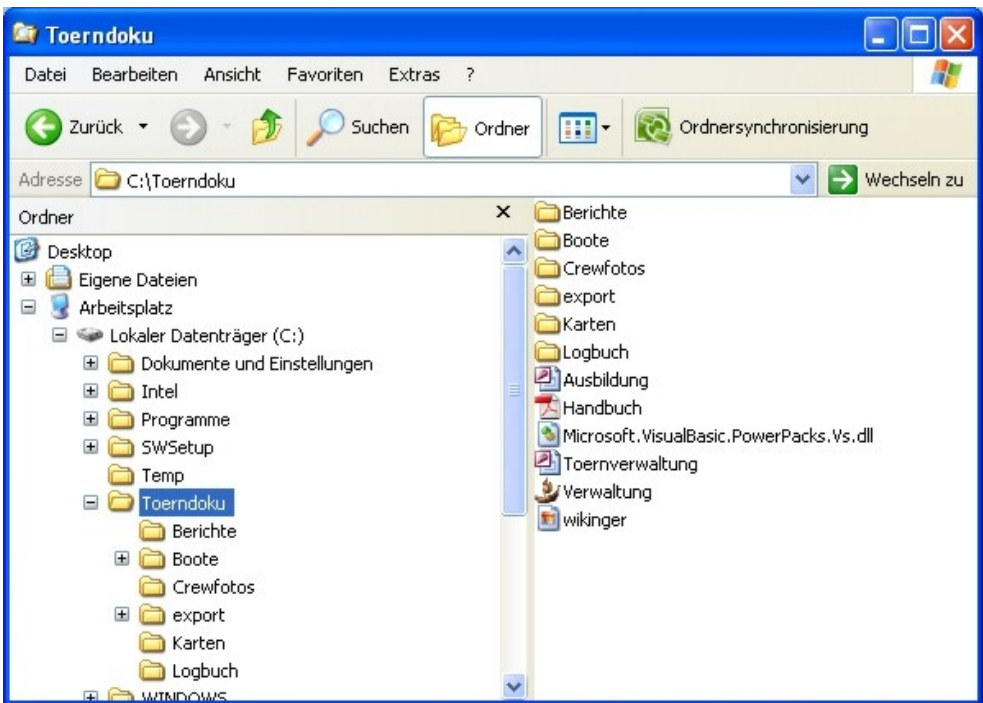 Toerndoku
Datei Bearbeiten Ansicht Favoriten Extras ?
Zurück Suchen Ordner Ordnersynchronisierung
Adresse C:\Toerndoku Wechseln zu
Ordner
Desktop
Eigene Dateien
Arbeitsplatz
Lokaler Datenträger (C:)
Dokumente und Einstellungen
Intel
Programme
SWSetup
Temp
Toerndoku
Berichte
Boote
Crewfotos
export
Karten
Logbuch
WINDOWS
Berichte
Boote
Crewfotos
export
Karten
Logbuch
Ausbildung
Handbuch
Microsoft.VisualBasic.PowerPacks.Vs.dll
Toernverwaltung
Verwaltung
wikinger